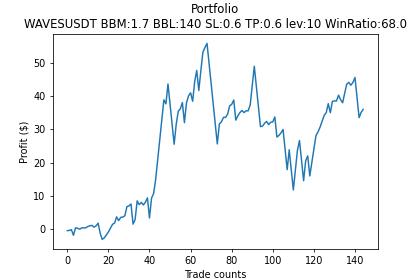 Portfolio
WAVESUSDT BBM:1.7 BBL:140 SL:0.6 TP:0.6 lev:10 WinRatio:68.0
Profit ($)
50
40
30
20
10
0
0 20 40 60 80 100 120 140
Trade counts